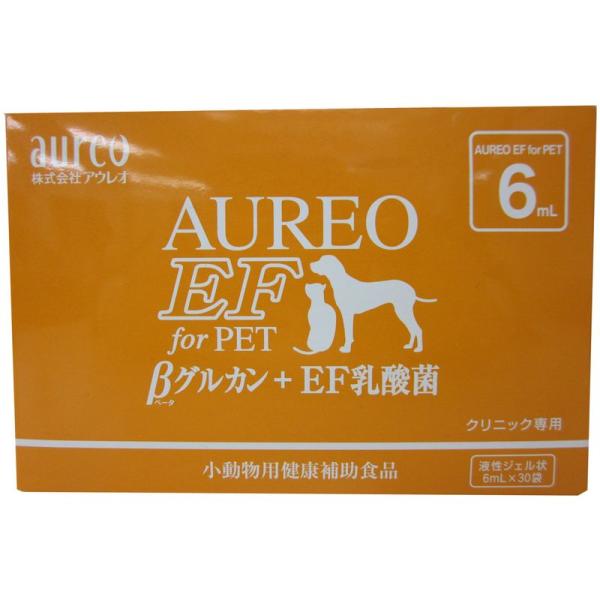 aureo
株式会社アウレオ
AUREO EF for PET
6mL
AUREO
EF
for PET
βグルカン+EF乳酸菌
ベータ
クリニック専用
小動物用健康補助食品
液性ジェル状
6mL×30袋